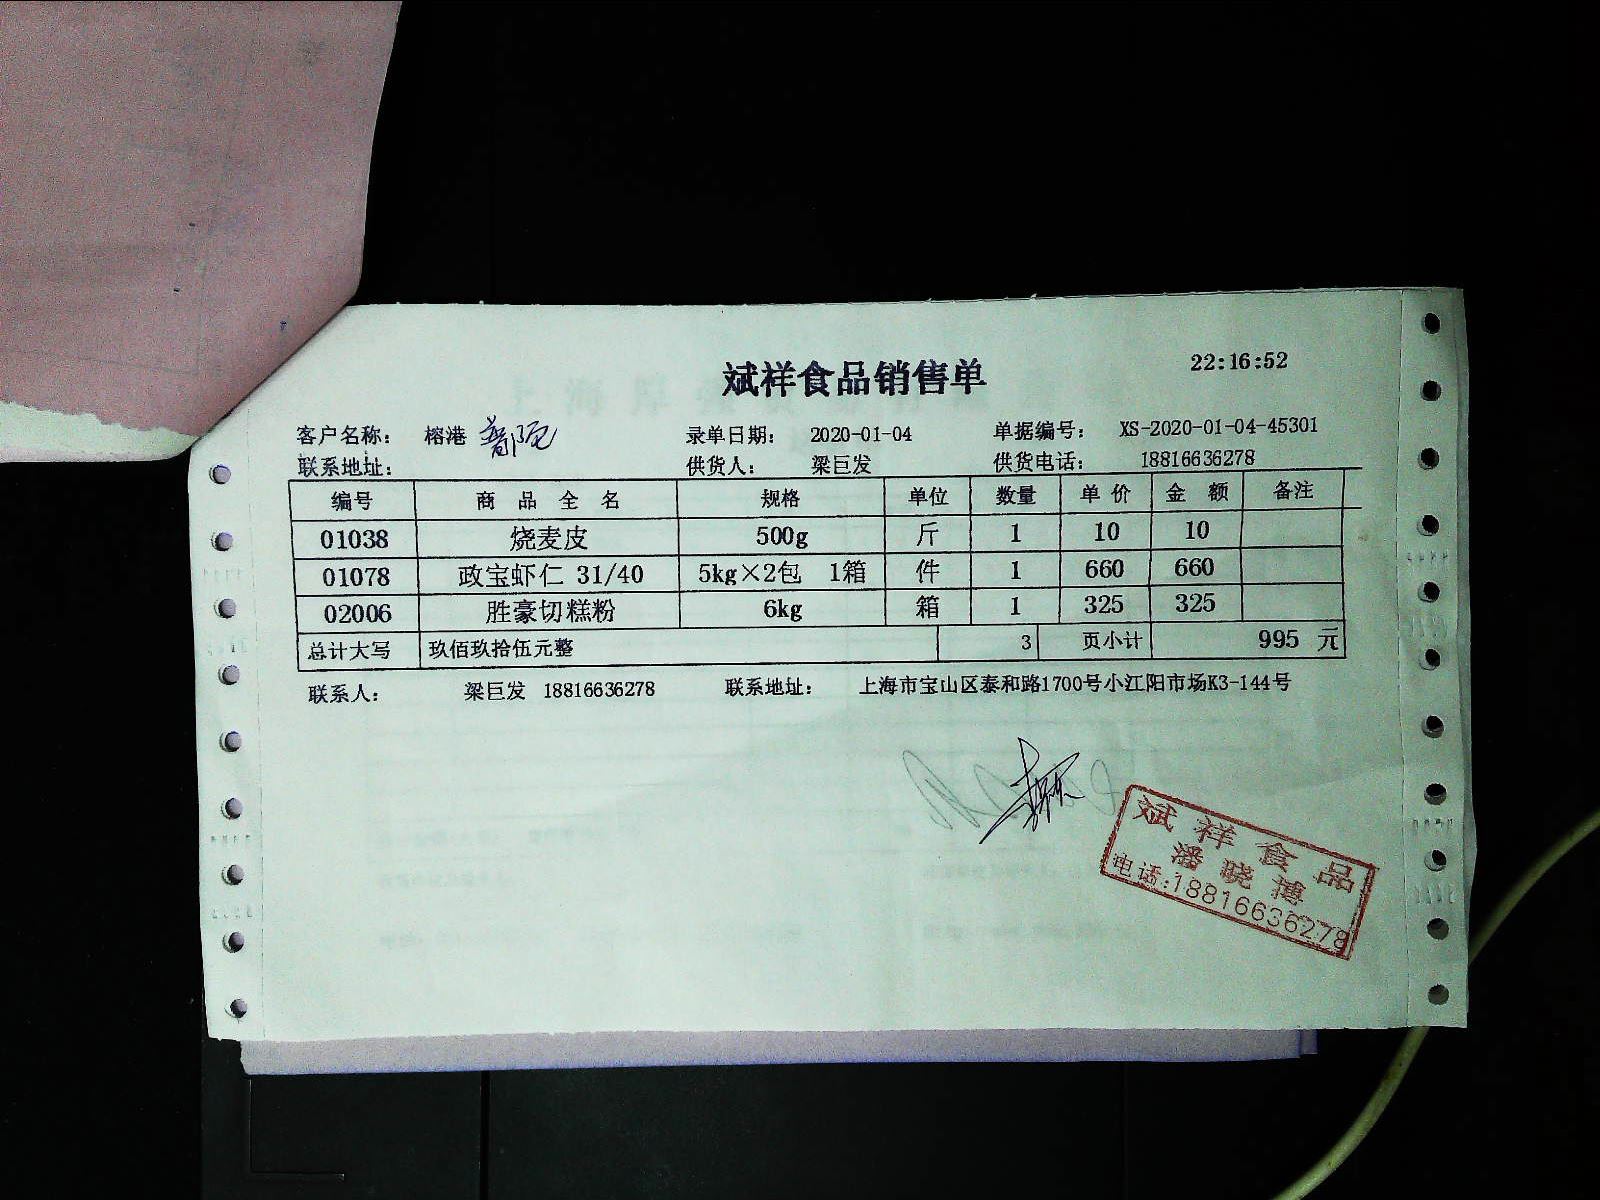 斌祥食品销售单
22:16:52
客户名称： 榕港 录单日期： 2020-01-04 单据编号： XS-2020-01-04-45301
联系地址： 供货人： 梁巨发 供货电话： 18816636278
编号 商品全名 规格 单位 数量 单价 金额 备注
01038 烧麦皮 500g 斤 1 10 10
01078 政宝虾仁 31/40 5kg×2包 1箱 件 1 660 660
02006 胜豪切糕粉 6kg 箱 1 325 325
总计大写 玖佰玖拾伍元整 3 页小计 995 元
联系人： 梁巨发 18816636278 联系地址： 上海市宝山区泰和路1700号小江阳市场K3-144号
斌祥食品
潘晓博
电话:18816636278